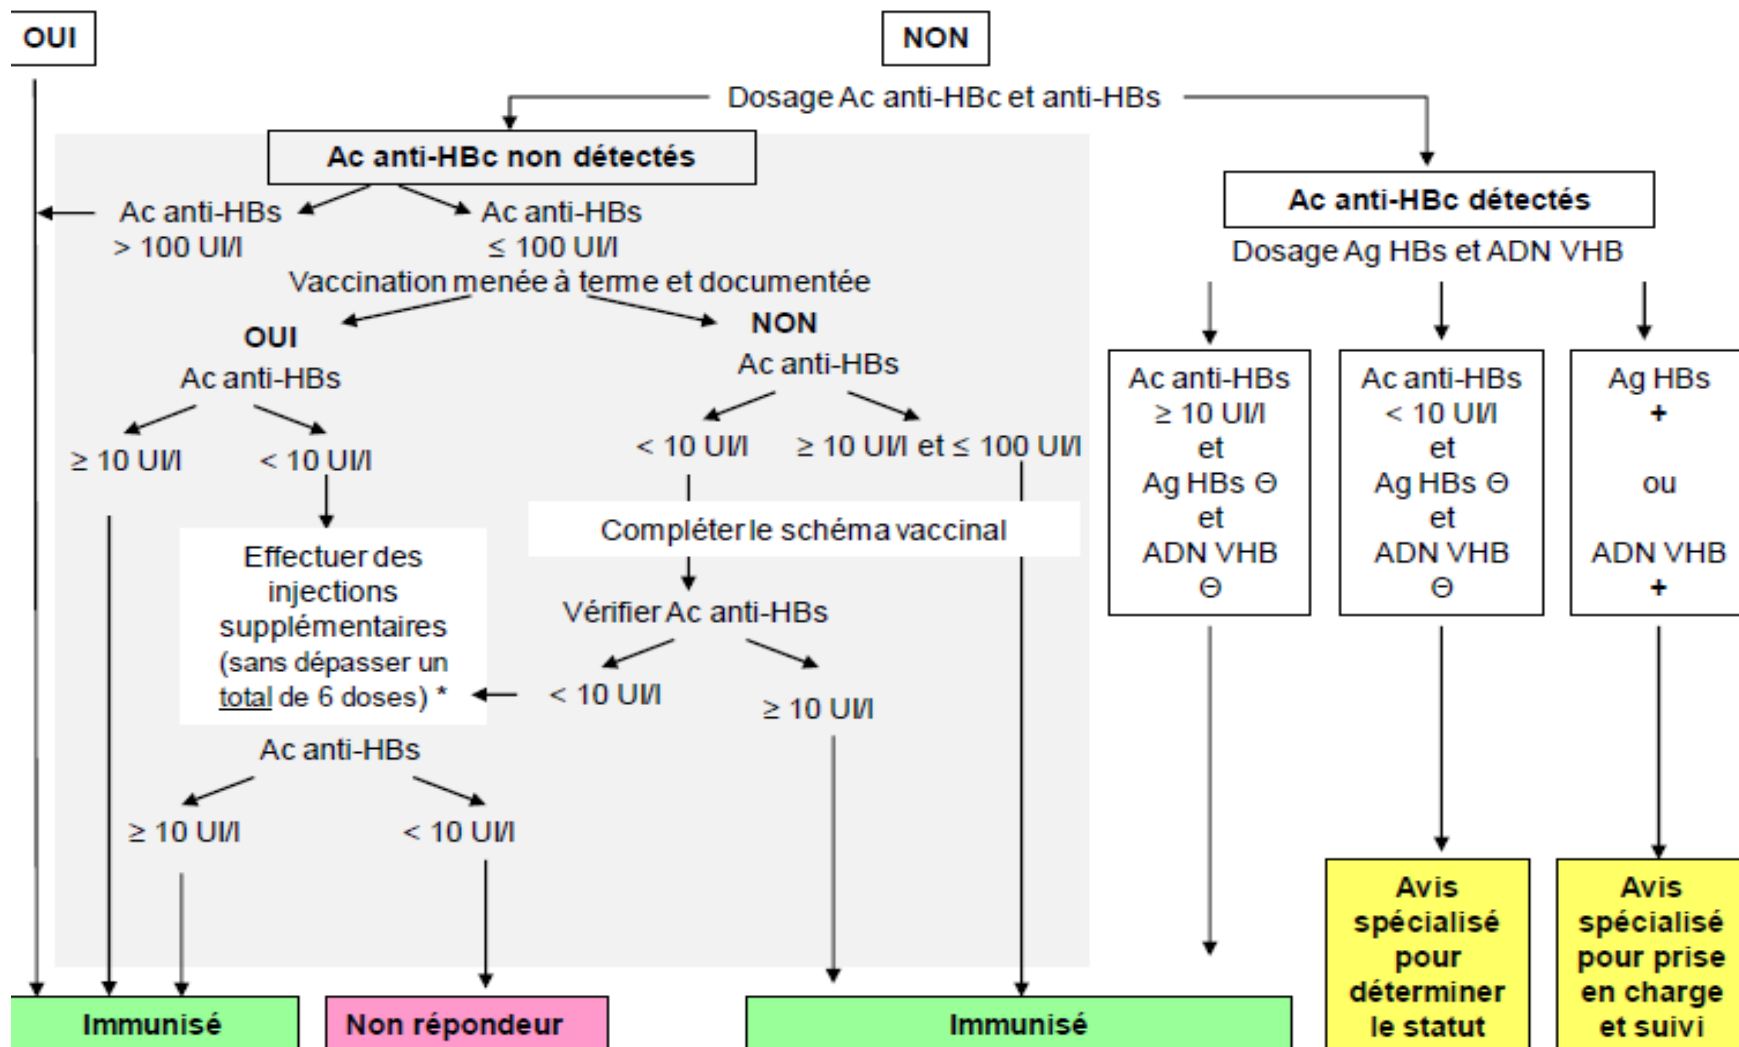 OUI
NON
Dosage Ac anti-HBc et anti-HBs
Ac anti-HBc non détectés
Ac anti-HBs
> 100 UI/l
Ac anti-HBs
≤ 100 UI/l
Vaccination menée à terme et documentée
OUI
Ac anti-HBs
≥ 10 UI/l
< 10 UI/l
Effectuer des
injections
supplémentaires
(sans dépasser un
total de 6 doses) *
Ac anti-HBs
≥ 10 UI/l
< 10 UI/l
NON
Ac anti-HBs
< 10 UI/l
≥ 10 UI/l et ≤ 100 UI/l
Compléter le schéma vaccinal
Vérifier Ac anti-HBs
< 10 UI/l
≥ 10 UI/l
Ac anti-HBc détectés
Dosage Ag HBs et ADN VHB
Ac anti-HBs
≥ 10 UI/l
et
Ag HBs Θ
et
ADN VHB
Θ
Ac anti-HBs
< 10 UI/l
et
Ag HBs Θ
et
ADN VHB
Θ
Ag HBs
+
ou
ADN VHB
+
Immunisé
Non répondeur
Immunisé
Avis
spécialisé
pour
déterminer
le statut
Avis
spécialisé
pour prise
en charge
et suivi